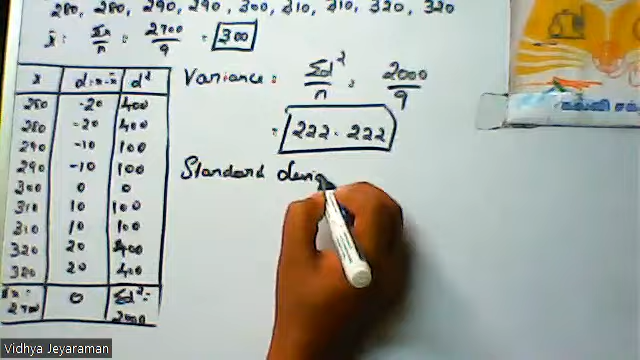 280, 280, 290, 290, 300, 310, 310, 320, 320
x̄ : Σx/n : 2700/9 : 300
x d:x-x̄ d²
280 -20 400
280 -20 400
290 -10 100
290 -10 100
300 0 0
310 10 100
310 10 100
320 20 400
320 20 400
Σx: 2700 0 Σd²= 2000
Variance: Σd²/n : 2000/9
: 222.222
Standard devi
Vidhya Jeyaraman